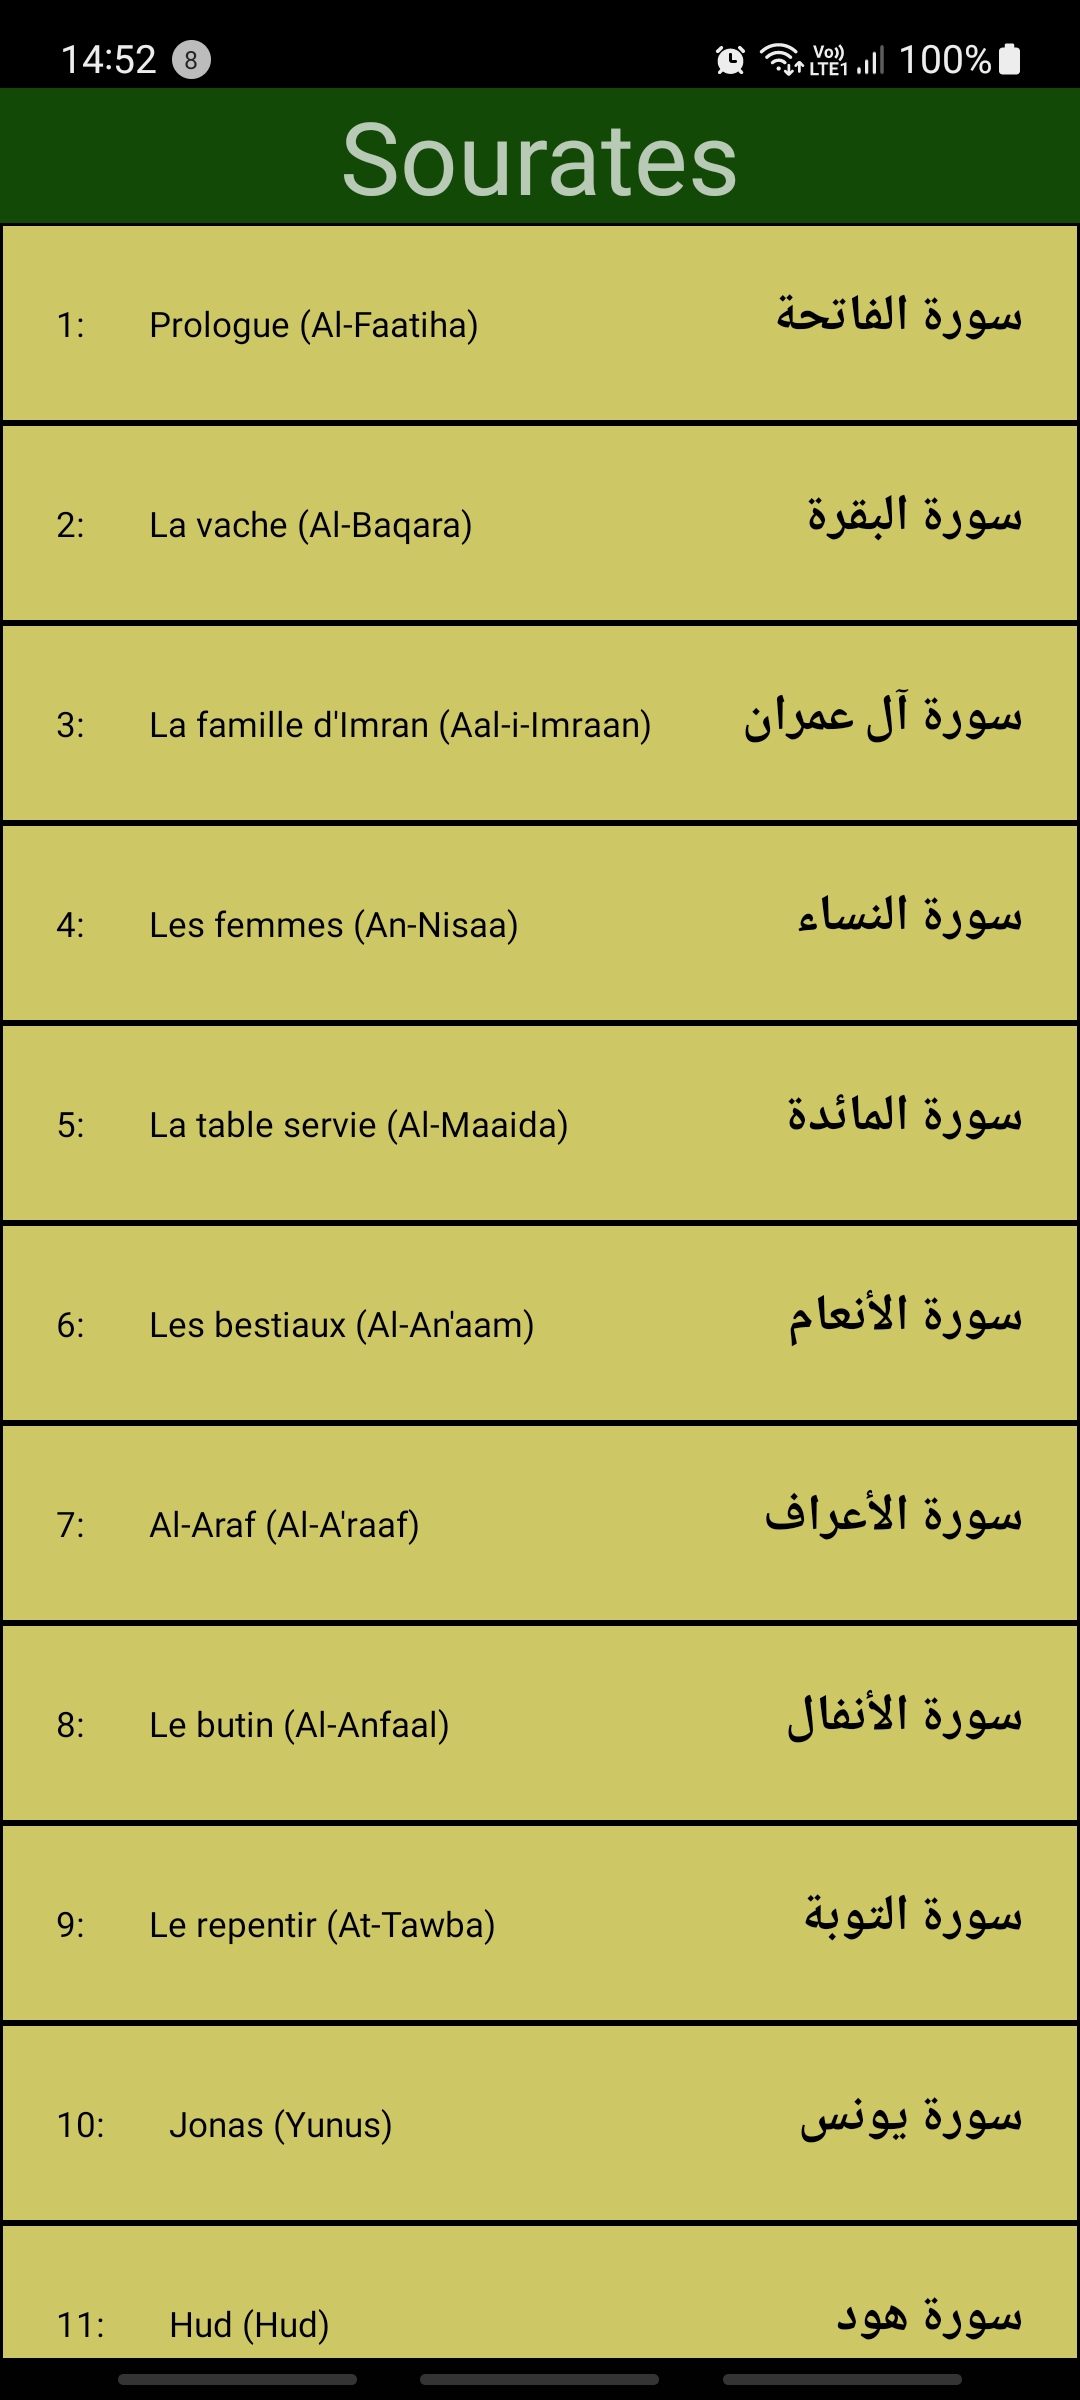 14:52 8 Vo)) LTE1 100%
Sourates
1: Prologue (Al-Faatiha) سورة الفاتحة
2: La vache (Al-Baqara) سورة البقرة
3: La famille d'Imran (Aal-i-Imraan) سورة آل عمران
4: Les femmes (An-Nisaa) سورة النساء
5: La table servie (Al-Maaida) سورة المائدة
6: Les bestiaux (Al-An'aam) سورة الأنعام
7: Al-Araf (Al-A'raaf) سورة الأعراف
8: Le butin (Al-Anfaal) سورة الأنفال
9: Le repentir (At-Tawba) سورة التوبة
10: Jonas (Yunus) سورة يونس
11: Hud (Hud) سورة هود